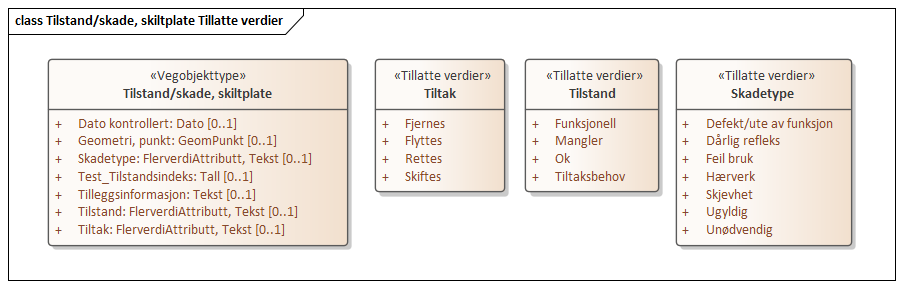 class Tilstand/skade, skiltplate Tillatte verdier
«Vegobjekttype»
Tilstand/skade, skiltplate
+ Dato kontrollert: Dato [0..1]
+ Geometri, punkt: GeomPunkt [0..1]
+ Skadetype: FlerverdiAttributt, Tekst [0..1]
+ Test_Tilstandsindeks: Tall [0..1]
+ Tilleggsinformasjon: Tekst [0..1]
+ Tilstand: FlerverdiAttributt, Tekst [0..1]
+ Tiltak: FlerverdiAttributt, Tekst [0..1]
«Tillatte verdier»
Tiltak
+ Fjernes
+ Flyttes
+ Rettes
+ Skiftes
«Tillatte verdier»
Tilstand
+ Funksjonell
+ Mangler
+ Ok
+ Tiltaksbehov
«Tillatte verdier»
Skadetype
+ Defekt/ute av funksjon
+ Dårlig refleks
+ Feil bruk
+ Hærverk
+ Skjevhet
+ Ugyldig
+ Unødvendig